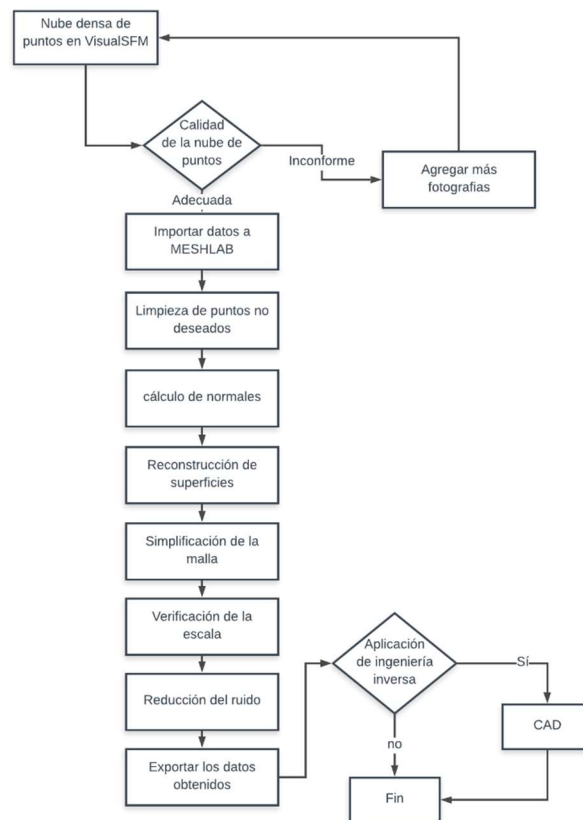 Nube densa de
puntos en VisualSFM
Calidad
de la nube de
puntos
Inconforme
Agregar más
fotografias
Adecuada
Importar datos a
MESHLAB
Limpieza de puntos no
deseados
cálculo de normales
Reconstrucción de
superficies
Simplificación de la
malla
Verificación de la
escala
Reducción del ruido
Exportar los datos
obtenidos
Aplicación
de ingeniería
inversa
Sí
CAD
no
Fin